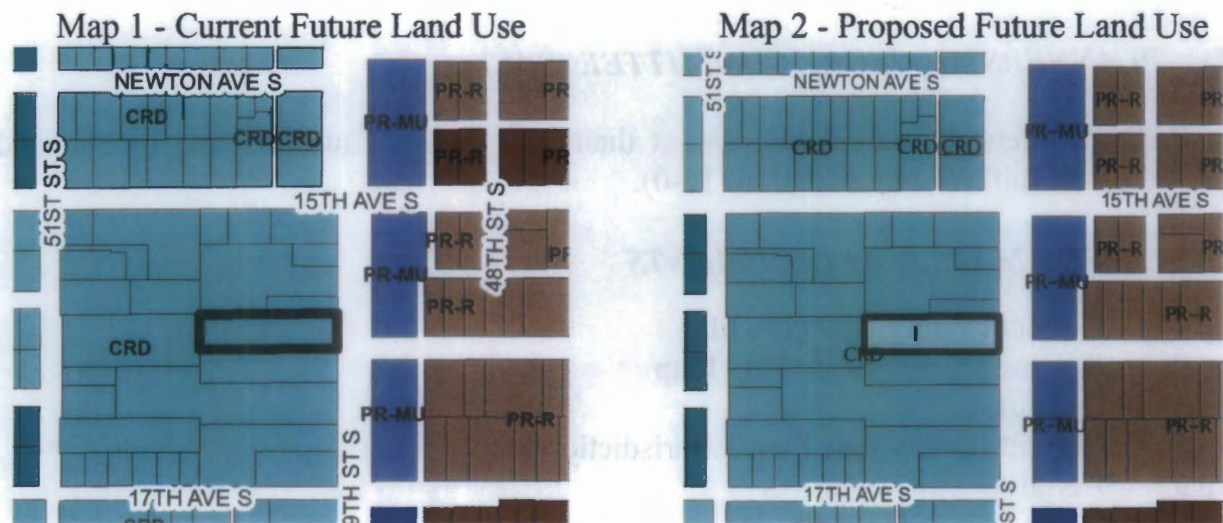 Map 1 - Current Future Land Use
NEWTON AVE S
CRD
CRD
CRD
PR-MU
PR-R
PR
PR-R
PR
51ST ST S
15TH AVE S
48TH ST S
PR-MU
PR-R
PR
PR-R
CRD
PR-MU
PR-R
17TH AVE S
9TH ST S
Map 2 - Proposed Future Land Use
51ST S
NEWTON AVE S
CRD
CRD
CRD
PR-MU
PR-R
PR
PR-R
PR
15TH AVE S
PR-MU
PR-R
PR
PR-R
I
CRD
PR-MU
PR-R
17TH AVE S
ST S